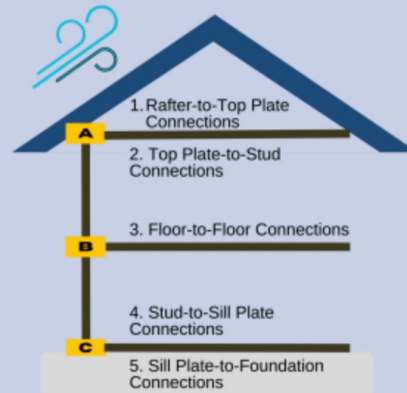 1. Rafter-to-Top Plate
Connections
A
2. Top Plate-to-Stud
Connections
3. Floor-to-Floor Connections
B
4. Stud-to-Sill Plate
Connections
C
5. Sill Plate-to-Foundation
Connections